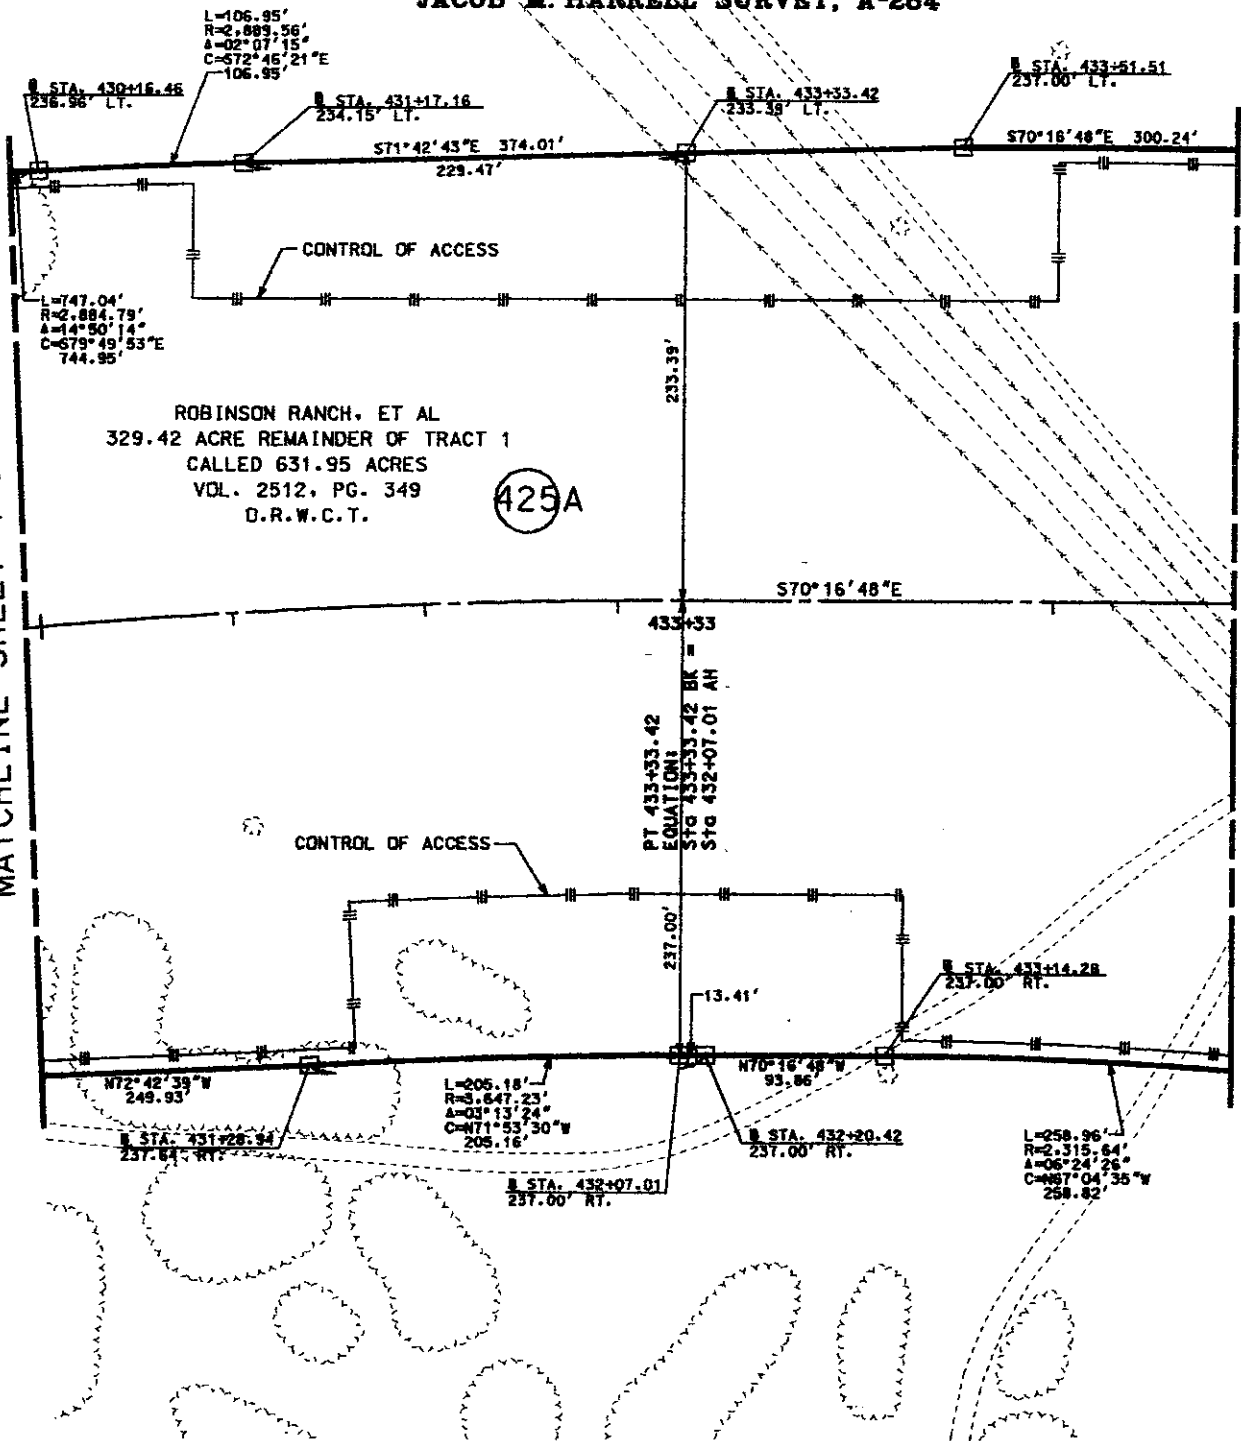 JACOB M. HARRELL SURVEY, A-284
L=106.95'
R=2,889.56'
Δ=02°07'15"
C=S72°46'21"E
106.95'
STA. 430+16.46
236.96' LT.
STA. 431+17.16
234.15' LT.
STA. 433+33.42
233.39' LT.
STA. 433+51.51
237.00' LT.
S71°42'43"E 374.01'
229.47'
S70°16'48"E 300.24'
CONTROL OF ACCESS
L=747.04'
R=2,884.79'
Δ=14°50'14"
C=S79°49'53"E
744.95'
233.39'
ROBINSON RANCH, ET AL
329.42 ACRE REMAINDER OF TRACT 1
CALLED 631.95 ACRES
VOL. 2512, PG. 349
D.R.W.C.T.
425A
S70°16'48"E
433+33
PT 433+33.42
EQUATION:
Sta 433+33.42 BK =
Sta 432+07.01 AH
MATCHLINE
CONTROL OF ACCESS
237.00'
13.41'
STA. 433+14.28
237.00' RT.
N72°42'39"W
249.93'
L=205.18'
R=3,647.23'
Δ=03°13'24"
C=N71°53'30"W
205.16'
N70°16'48"W
93.86'
STA. 431+28.94
237.64' RT.
STA. 432+20.42
237.00' RT.
STA. 432+07.01
237.00' RT.
L=258.96'
R=2,315.64'
Δ=06°24'26"
C=N67°04'35"W
258.82'